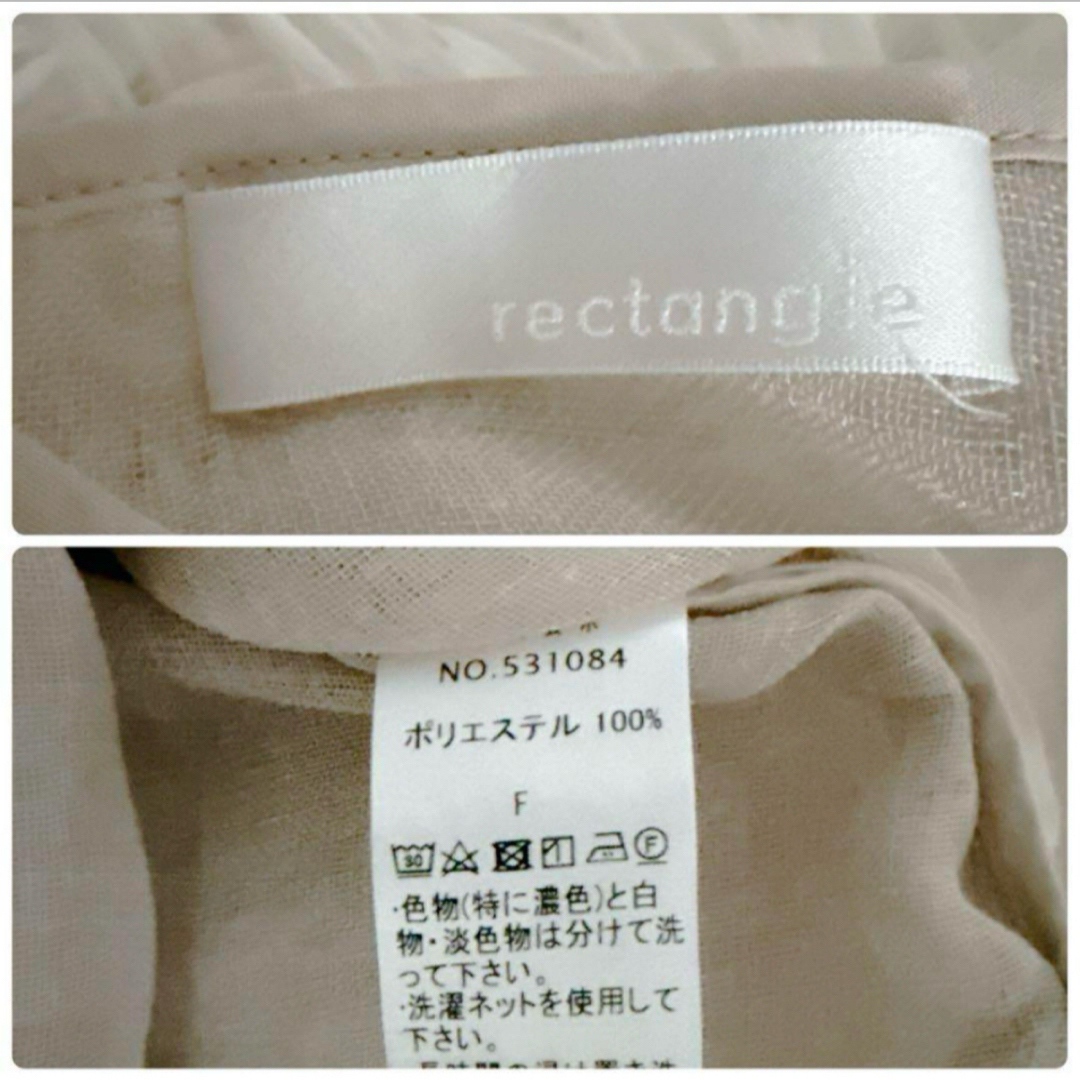 rectangle
NO.531084
ポリエステル 100%
F
30
F
・色物(特に濃色)と白
物・淡色物は分けて洗
って下さい。
・洗濯ネットを使用して
下さい。